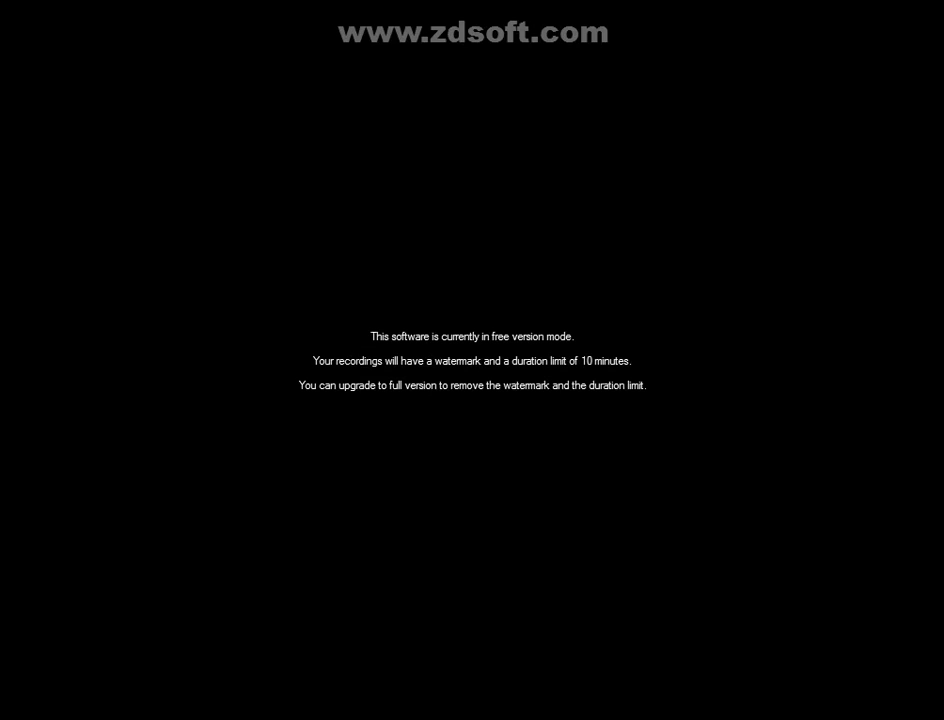 www.zdsoft.com
This software is currently in free version mode.
Your recordings will have a watermark and a duration limit of 10 minutes.
You can upgrade to full version to remove the watermark and the duration limit.